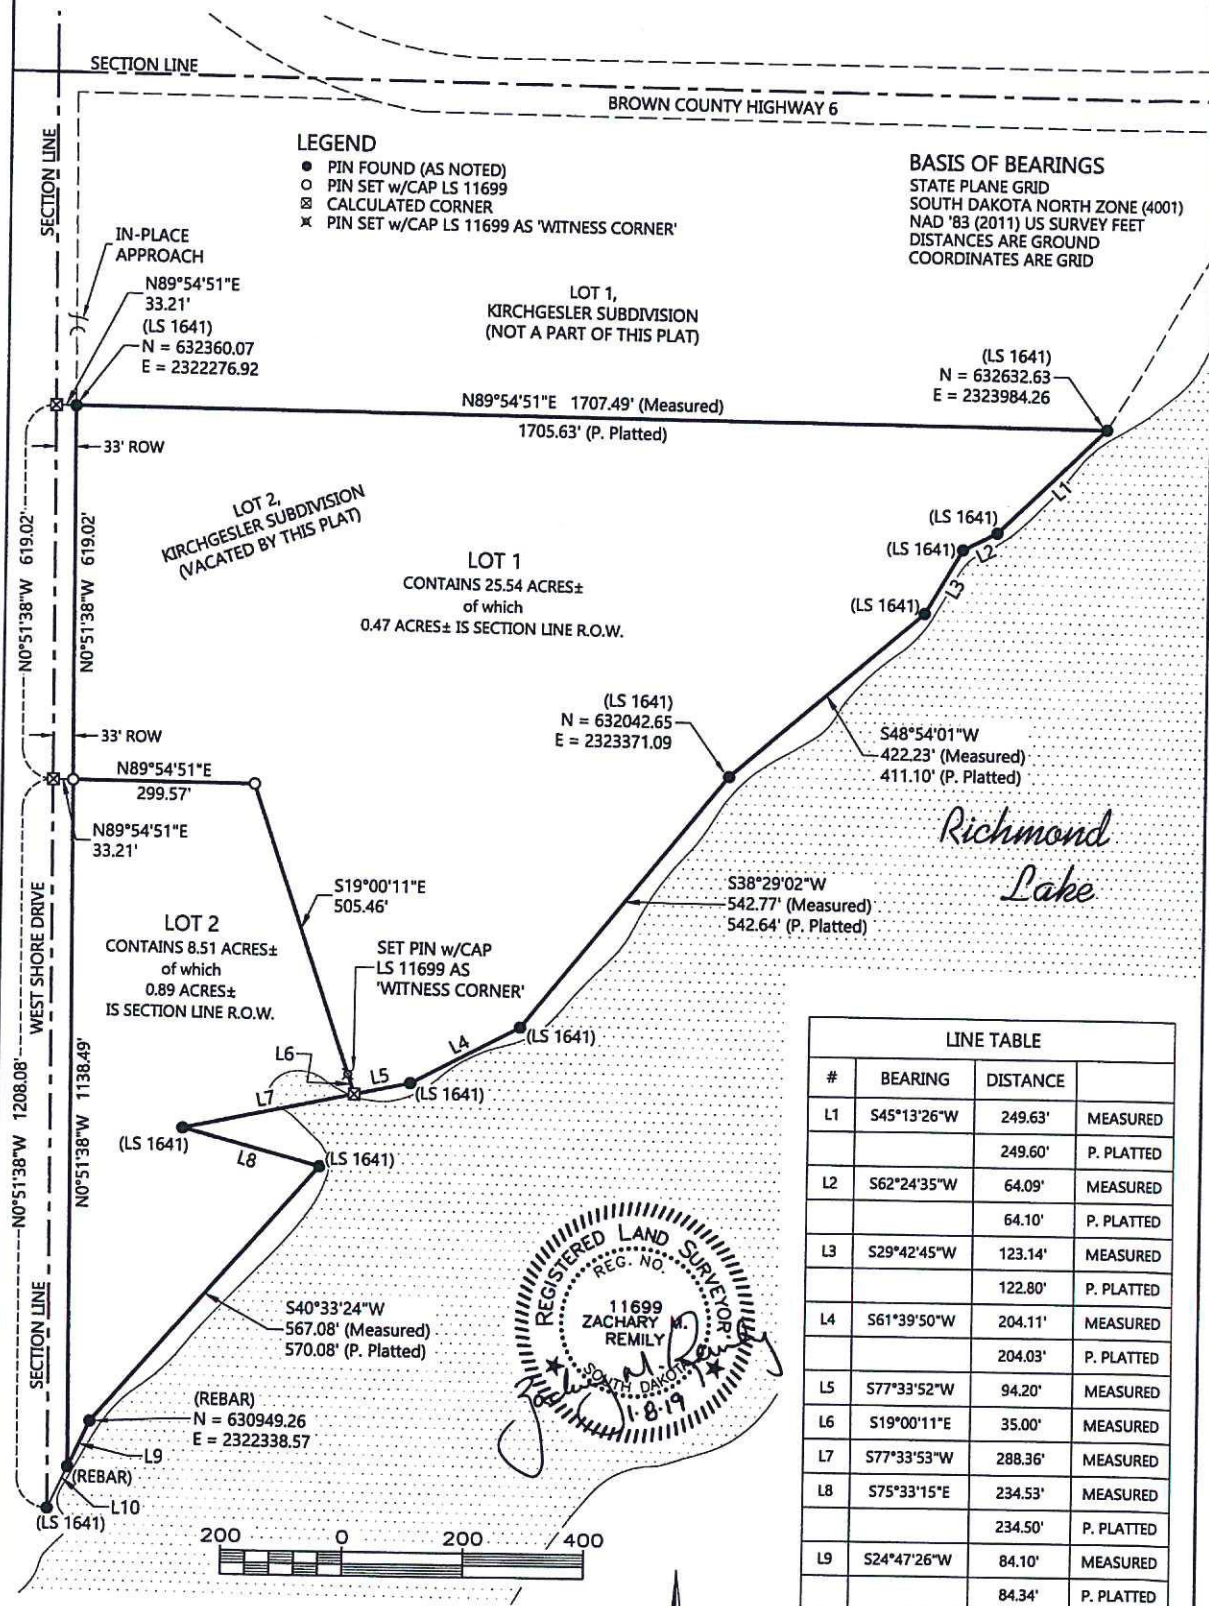 SECTION LINE
BROWN COUNTY HIGHWAY 6
SECTION LINE
LEGEND
PIN FOUND (AS NOTED)
PIN SET w/CAP LS 11699
CALCULATED CORNER
PIN SET w/CAP LS 11699 AS 'WITNESS CORNER'
BASIS OF BEARINGS
STATE PLANE GRID
SOUTH DAKOTA NORTH ZONE (4001)
NAD '83 (2011) US SURVEY FEET
DISTANCES ARE GROUND
COORDINATES ARE GRID
IN-PLACE
APPROACH
N89°54'51"E
33.21'
(LS 1641)
N = 632360.07
E = 2322276.92
LOT 1,
KIRCHGESLER SUBDIVISION
(NOT A PART OF THIS PLAT)
(LS 1641)
N = 632632.63
E = 2323984.26
N89°54'51"E 1707.49' (Measured)
1705.63' (P. Platted)
33' ROW
LOT 2,
KIRCHGESLER SUBDIVISION
(VACATED BY THIS PLAT)
N0°51'38"W 619.02'
N0°51'38"W 619.02'
LOT 1
CONTAINS 25.54 ACRES±
of which
0.47 ACRES± IS SECTION LINE R.O.W.
L1
(LS 1641)
L2
(LS 1641)
L3
(LS 1641)
(LS 1641)
N = 632042.65
E = 2323371.09
S48°54'01"W
422.23' (Measured)
411.10' (P. Platted)
33' ROW
N89°54'51"E
299.57'
N89°54'51"E
33.21'
Richmond
Lake
S19°00'11"E
505.46'
S38°29'02"W
542.77' (Measured)
542.64' (P. Platted)
WEST SHORE DRIVE
LOT 2
CONTAINS 8.51 ACRES±
of which
0.89 ACRES±
IS SECTION LINE R.O.W.
SET PIN w/CAP
LS 11699 AS
'WITNESS CORNER'
(LS 1641)
L4
L6
L5
(LS 1641)
L7
(LS 1641)
L8
(LS 1641)
N0°51'38"W 1208.08'
N0°51'38"W 1138.49'
SECTION LINE
S40°33'24"W
567.08' (Measured)
570.08' (P. Platted)
(REBAR)
N = 630949.26
E = 2322338.57
L9
(REBAR)
L10
(LS 1641)
REGISTERED LAND SURVEYOR
REG. NO.
11699
ZACHARY M.
REMILY
SOUTH DAKOTA
Zachary M. Remily
1-8-19
200 0 200 400
LINE TABLE
# BEARING DISTANCE
L1 S45°13'26"W 249.63' MEASURED
249.60' P. PLATTED
L2 S62°24'35"W 64.09' MEASURED
64.10' P. PLATTED
L3 S29°42'45"W 123.14' MEASURED
122.80' P. PLATTED
L4 S61°39'50"W 204.11' MEASURED
204.03' P. PLATTED
L5 S77°33'52"W 94.20' MEASURED
L6 S19°00'11"E 35.00' MEASURED
L7 S77°33'53"W 288.36' MEASURED
L8 S75°33'15"E 234.53' MEASURED
234.50' P. PLATTED
L9 S24°47'26"W 84.10' MEASURED
84.34' P. PLATTED